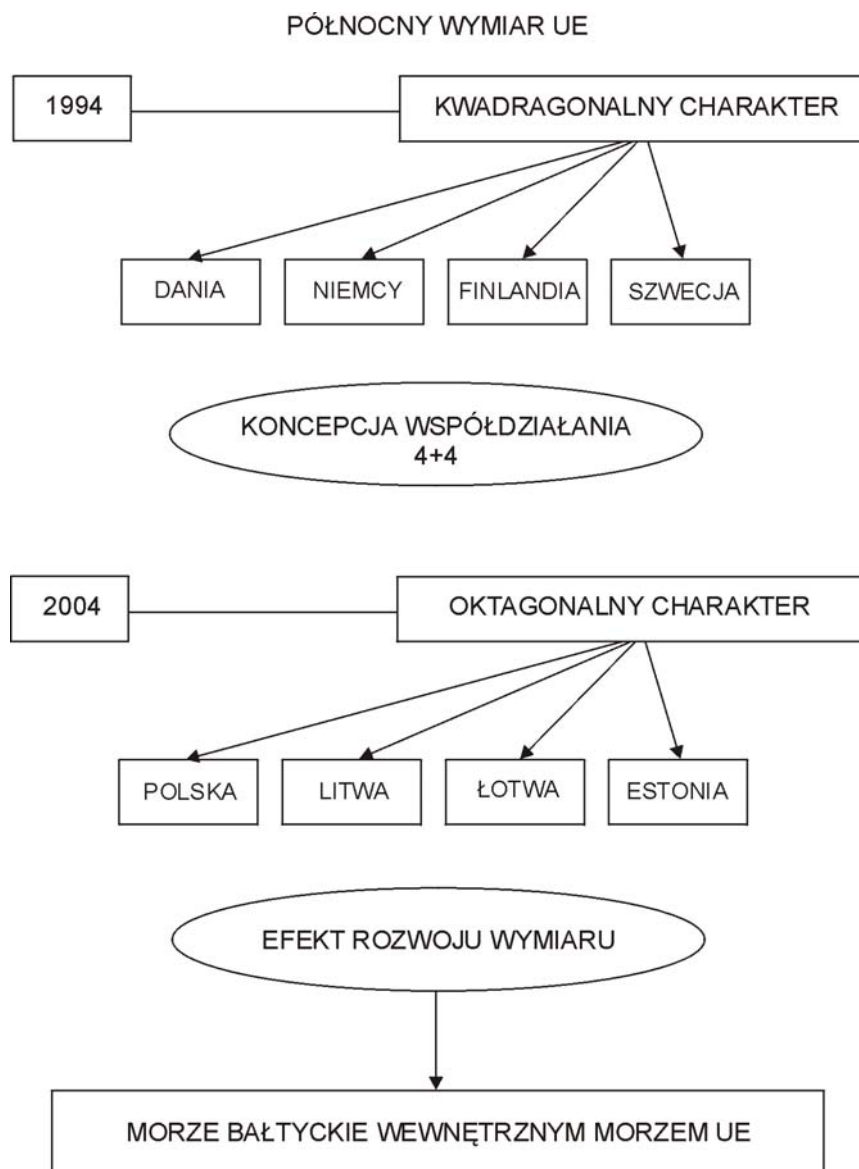 PÓŁNOCNY WYMIAR UE
1994
KWADRAGONALNY CHARAKTER
DANIA
NIEMCY
FINLANDIA
SZWECJA
KONCEPCJA WSPÓŁDZIAŁANIA
4+4
2004
OKTAGONALNY CHARAKTER
POLSKA
LITWA
ŁOTWA
ESTONIA
EFEKT ROZWOJU WYMIARU
MORZE BAŁTYCKIE WEWNĘTRZNYM MORZEM UE